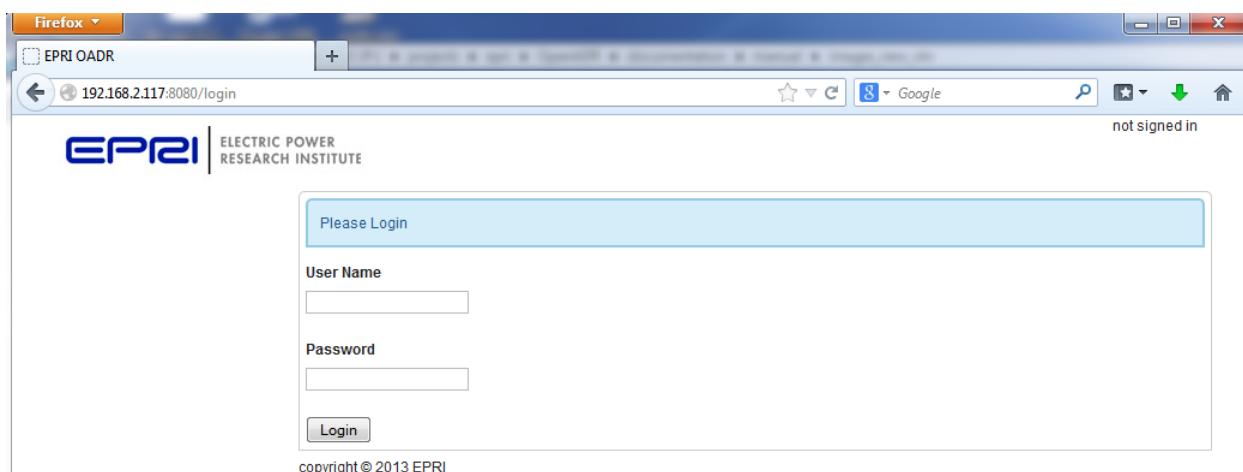 Firefox
EPRI OADR
192.168.2.117:8080/login
8
Google
not signed in
EPRI
ELECTRIC POWER
RESEARCH INSTITUTE
Please Login
User Name
Password
Login
copyright © 2013 EPRI